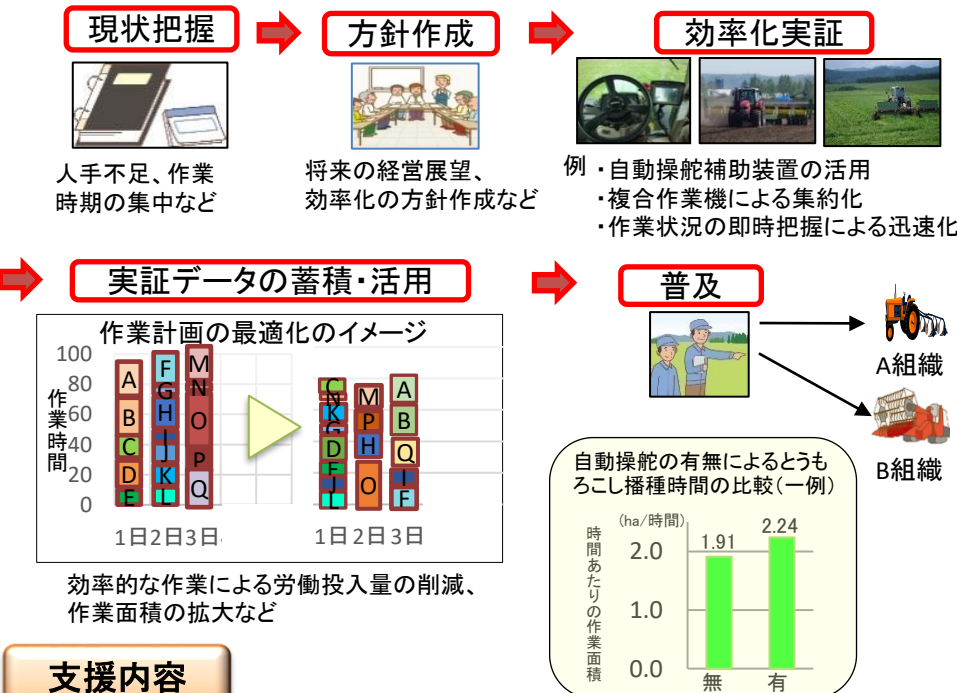 現状把握
方針作成
効率化実証
人手不足、作業
時期の集中など
将来の経営展望、
効率化の方針作成など
例 ・自動操舵補助装置の活用
・複合作業機による集約化
・作業状況の即時把握による迅速化
実証データの蓄積・活用
作業計画の最適化のイメージ
作業時間
100
80
60
40
20
0
A
B
C
D
E
F
G
H
I
J
K
L
M
N
O
P
Q
1日 2日 3日
C
N
K
G
D
E
J
L
M
P
H
O
A
B
Q
I
F
1日 2日 3日
効率的な作業による労働投入量の削減、
作業面積の拡大など
普及
A組織
B組織
自動操舵の有無によるとうも
ろこし播種時間の比較(一例)
時間あたりの作業面積
(ha/時間)
2.0
1.0
0.0
1.91
2.24
無
有
支援内容